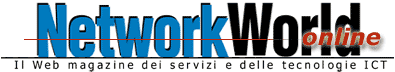 NetworkWorld
online
Il Web magazine dei servizi e delle tecnologie ICT